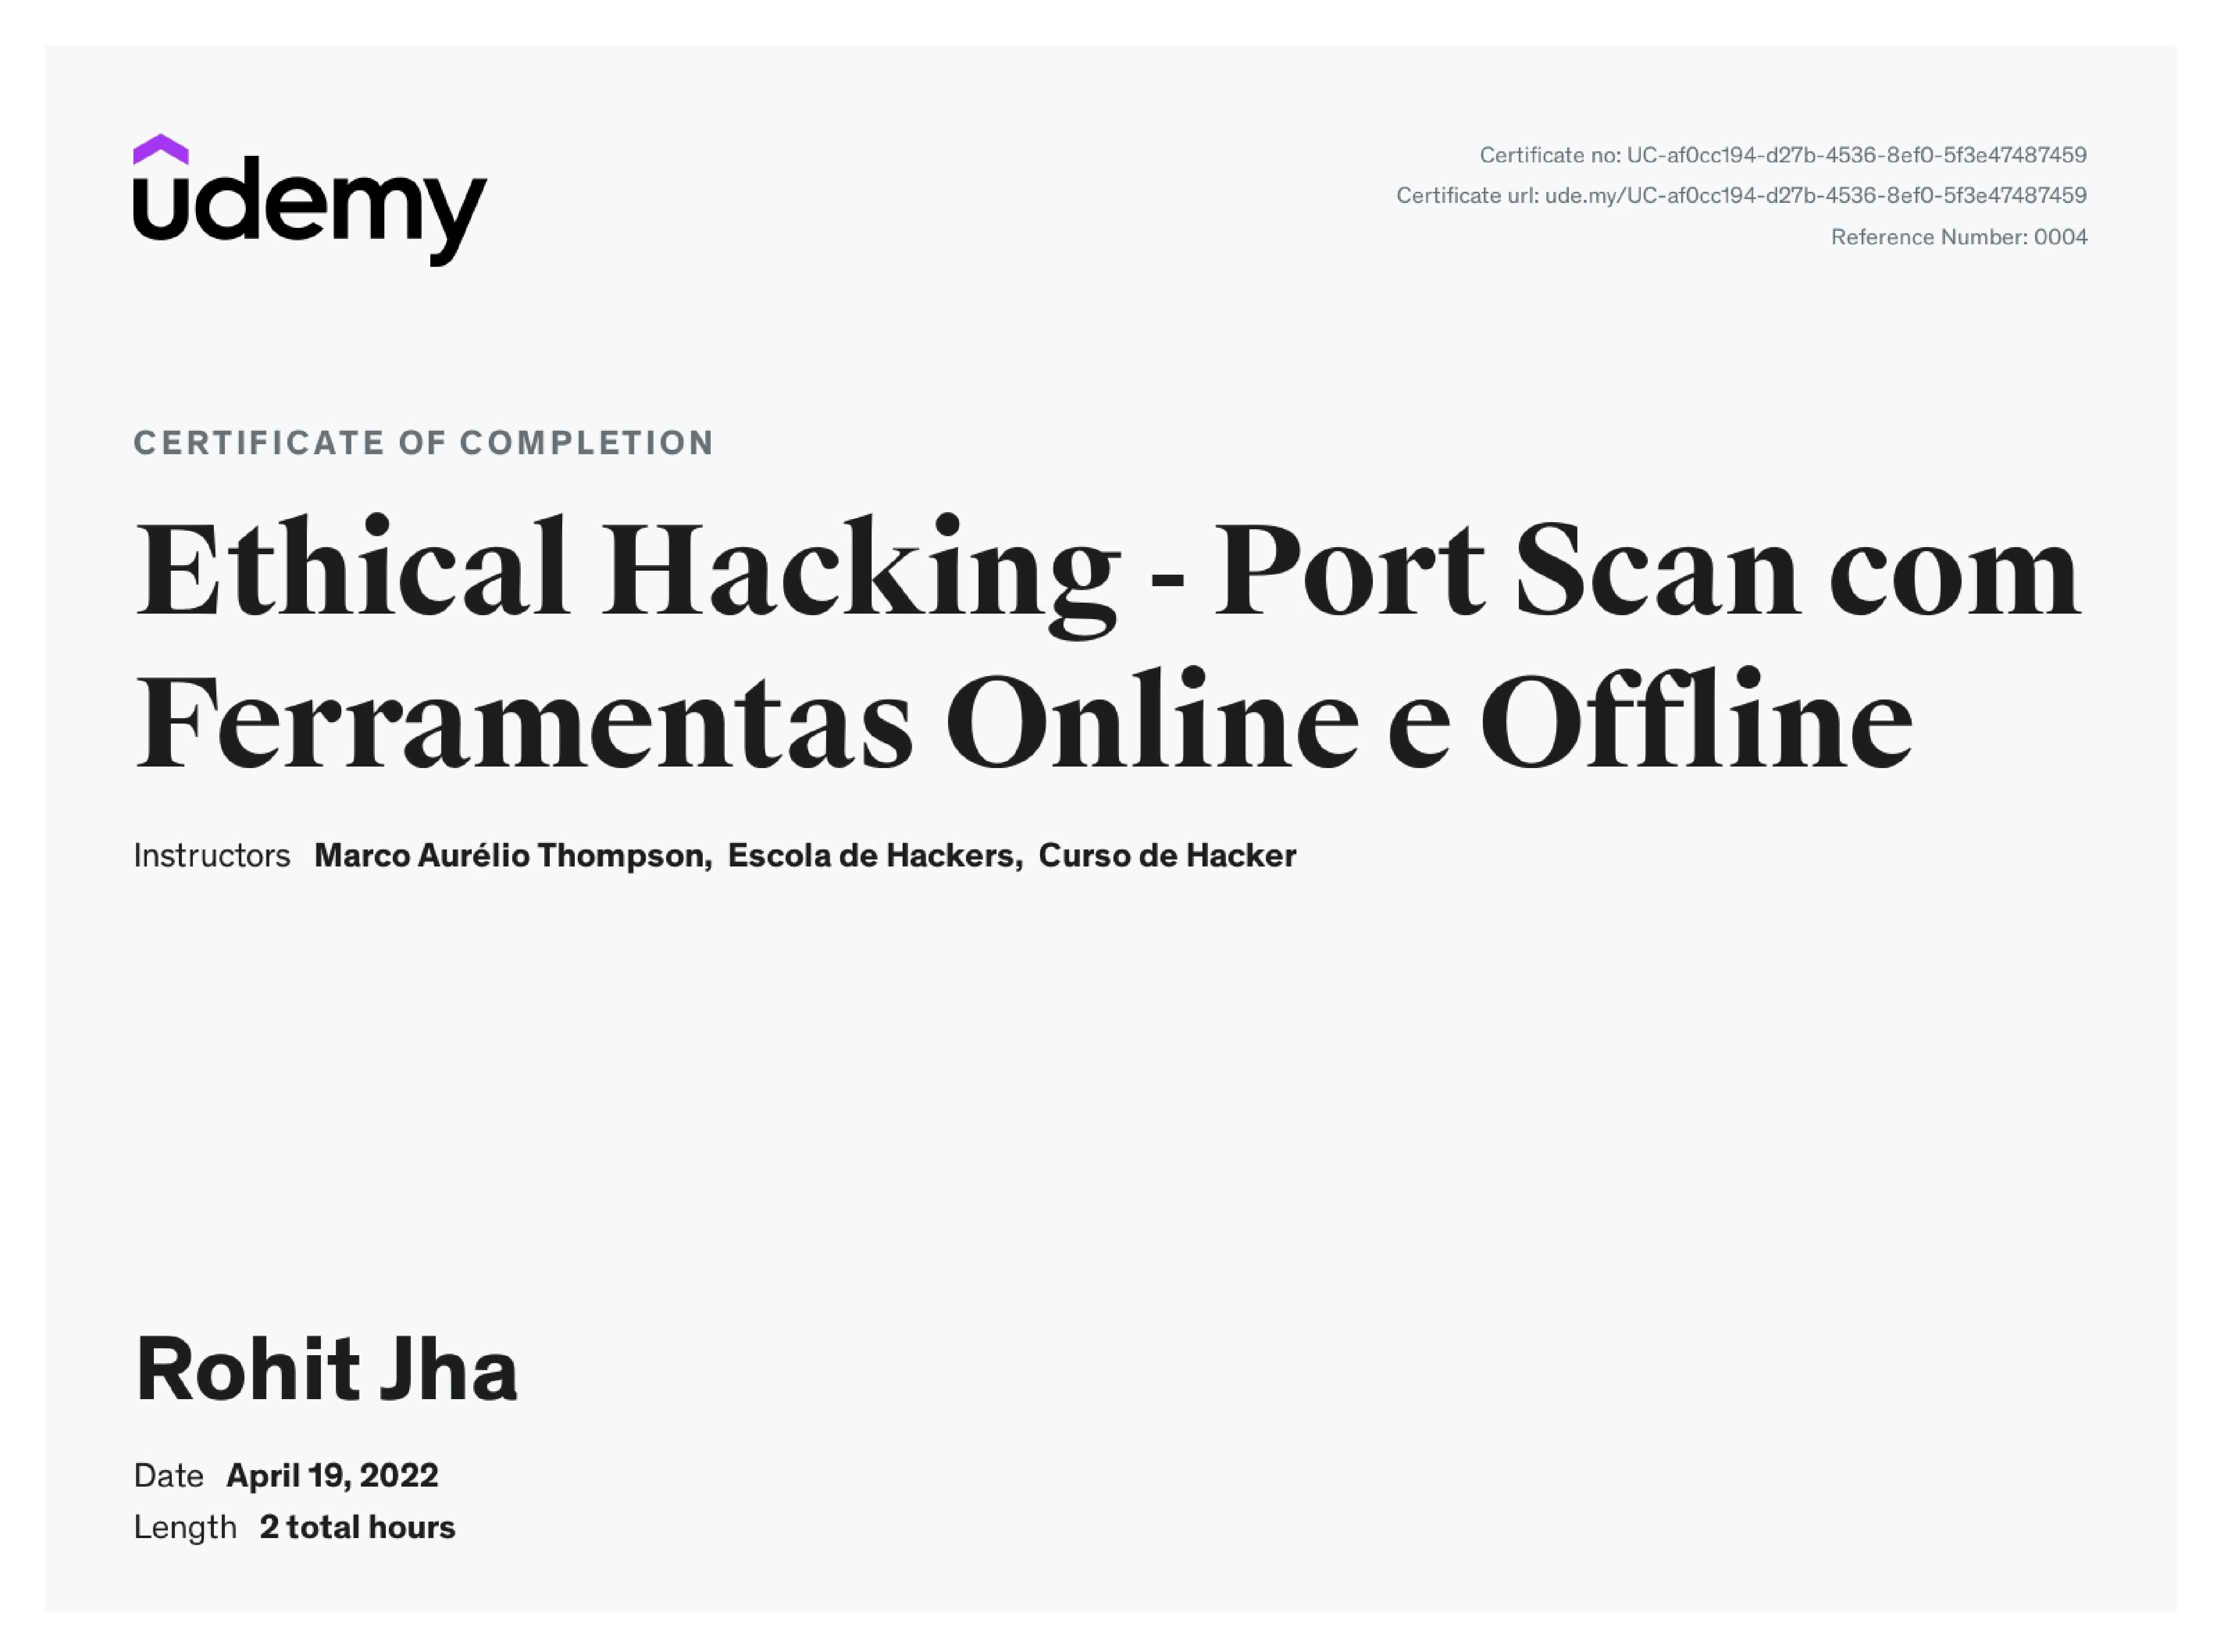 udemy
Certificate no: UC-af0cc194-d27b-4536-8ef0-5f3e47487459
Certificate url: ude.my/UC-af0cc194-d27b-4536-8ef0-5f3e47487459
Reference Number: 0004
CERTIFICATE OF COMPLETION
Ethical Hacking - Port Scan com
Ferramentas Online e Offline
Instructors Marco Aurélio Thompson, Escola de Hackers, Curso de Hacker
Rohit Jha
Date April 19, 2022
Length 2 total hours